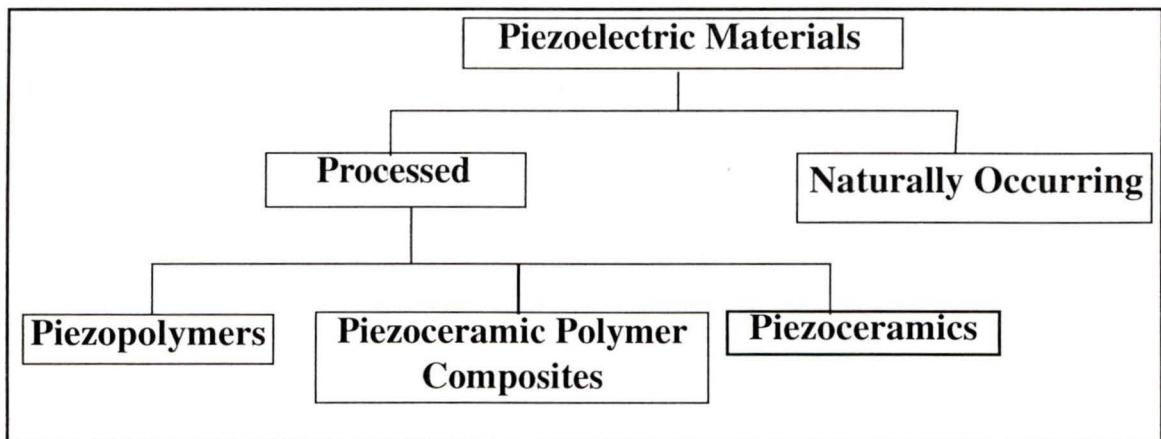 Piezoelectric Materials
Processed
Naturally Occurring
Piezopolymers
Piezoceramic Polymer
Composites
Piezoceramics